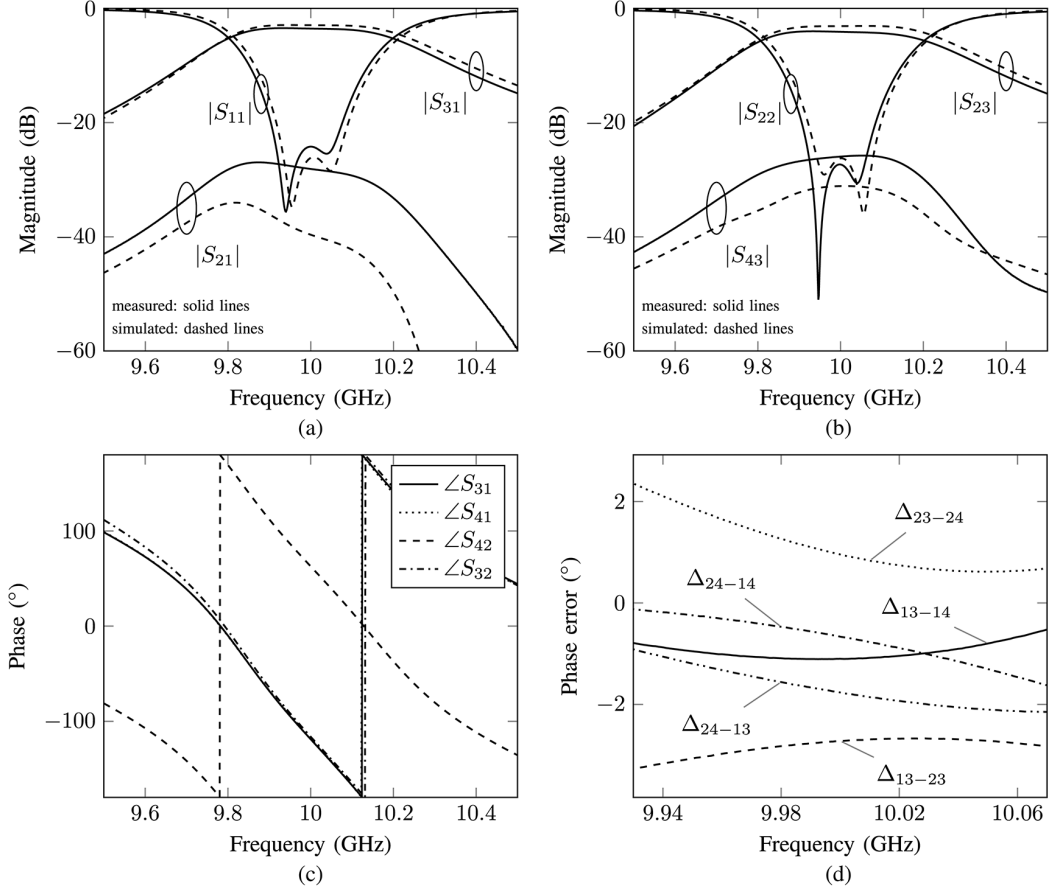 0
−20
−40
−60
Magnitude (dB)
|S11|
|S31|
|S21|
measured: solid lines
simulated: dashed lines
9.6 9.8 10 10.2 10.4
Frequency (GHz)
(a)
0
−20
−40
−60
Magnitude (dB)
|S22|
|S23|
|S43|
measured: solid lines
simulated: dashed lines
9.6 9.8 10 10.2 10.4
Frequency (GHz)
(b)
100
0
−100
Phase (°)
∠S31
∠S41
∠S42
∠S32
9.6 9.8 10 10.2 10.4
Frequency (GHz)
(c)
2
0
−2
Phase error (°)
Δ23−24
Δ24−14
Δ13−14
Δ24−13
Δ13−23
9.94 9.98 10.02 10.06
Frequency (GHz)
(d)